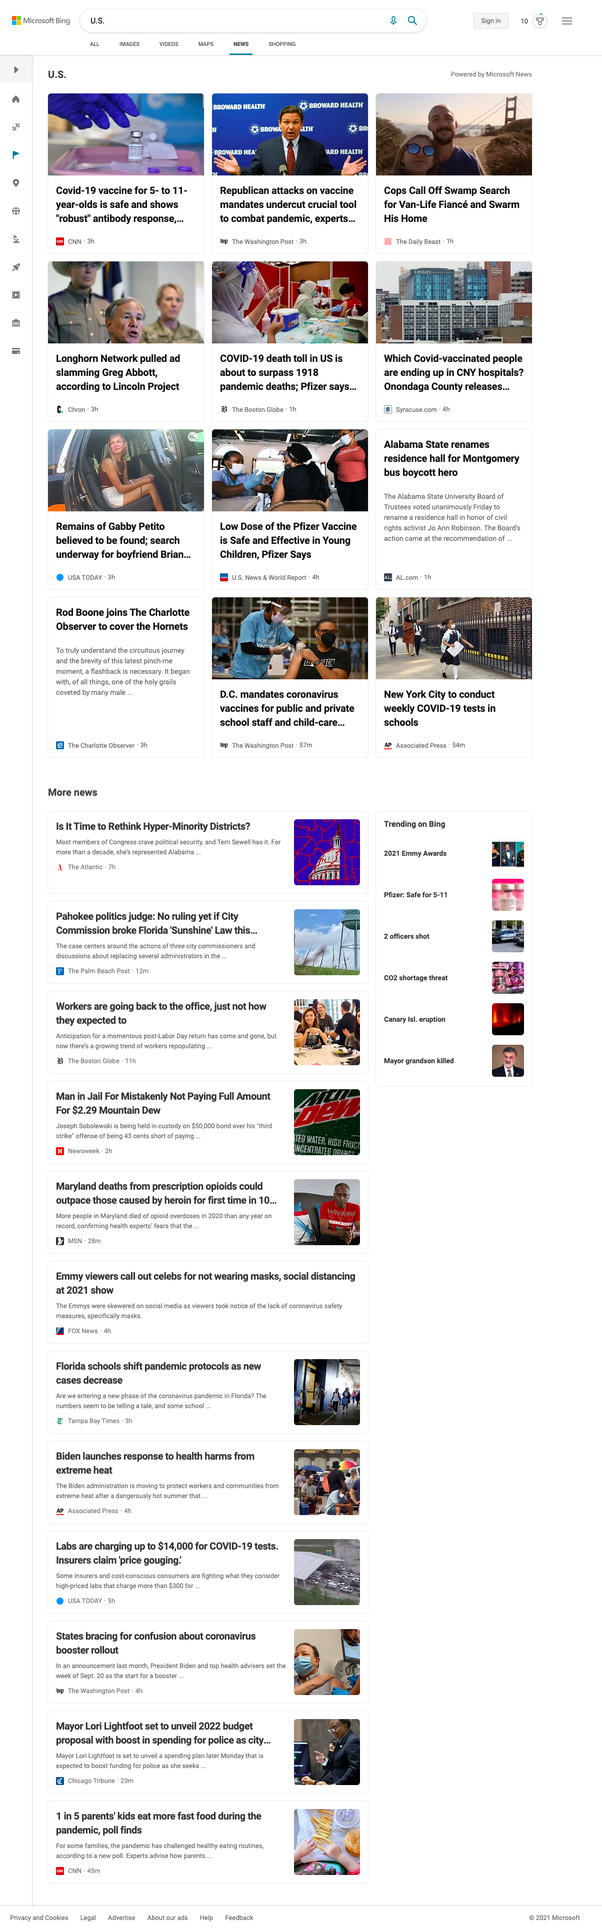 Microsoft Bing
U.S.
Sign in
10
ALL IMAGES VIDEOS MAPS NEWS SHOPPING
U.S.
Powered by Microsoft News
BROWARD HEALTH
Covid-19 vaccine for 5- to 11-
year-olds is safe and shows
"robust" antibody response,...
CNN · 3h
Republican attacks on vaccine
mandates undercut crucial tool
to combat pandemic, experts...
The Washington Post · 3h
Cops Call Off Swamp Search
for Van-Life Fiancé and Swarm
His Home
The Daily Beast · 1h
Longhorn Network pulled ad
slamming Greg Abbott,
according to Lincoln Project
Chron · 3h
COVID-19 death toll in US is
about to surpass 1918
pandemic deaths; Pfizer says...
The Boston Globe · 1h
Which Covid-vaccinated people
are ending up in CNY hospitals?
Onondaga County releases...
Syracuse.com · 4h
Remains of Gabby Petito
believed to be found; search
underway for boyfriend Brian...
USA TODAY · 3h
Low Dose of the Pfizer Vaccine
is Safe and Effective in Young
Children, Pfizer Says
U.S. News & World Report · 4h
Alabama State renames
residence hall for Montgomery
bus boycott hero
The Alabama State University Board of
Trustees voted unanimously Friday to
rename a residence hall in honor of civil
rights activist Jo Ann Robinson. The Board's
action came at the recommendation of ...
AL.com · 1h
Rod Boone joins The Charlotte
Observer to cover the Hornets
To truly understand the circuitous journey
and the brevity of this latest pinch-me
moment, a flashback is necessary. It began
with, of all things, one of the holy grails
coveted by many male ...
The Charlotte Observer · 3h
D.C. mandates coronavirus
vaccines for public and private
school staff and child-care...
The Washington Post · 57m
New York City to conduct
weekly COVID-19 tests in
schools
AP Associated Press · 54m
More news
Is It Time to Rethink Hyper-Minority Districts?
Most members of Congress crave political security, and Terri Sewell has it. For
more than a decade, she's represented Alabama ...
The Atlantic · 7h
Pahokee politics judge: No ruling yet if City
Commission broke Florida 'Sunshine' Law this...
The case centers around the actions of three city commissioners and
discussions about replacing several administrators in the ...
The Palm Beach Post · 12m
Workers are going back to the office, just not how
they expected to
Anticipation for a momentous post-Labor Day return has come and gone, but
now there's a growing trend of workers repopulating ...
The Boston Globe · 11h
Man in Jail For Mistakenly Not Paying Full Amount
For $2.29 Mountain Dew
Joseph Sobolewski is being held in custody on $50,000 bond over his "third
strike" offense of being 43 cents short of paying ...
Newsweek · 2h
Maryland deaths from prescription opioids could
outpace those caused by heroin for first time in 10...
More people in Maryland died of opioid overdoses in 2020 than any year on
record, confirming health experts' fears that the ...
MSN · 28m
Emmy viewers call out celebs for not wearing masks, social distancing
at 2021 show
The Emmys were skewered on social media as viewers took notice of the lack of coronavirus safety
measures, specifically masks.
FOX News · 4h
Florida schools shift pandemic protocols as new
cases decrease
Are we entering a new phase of the coronavirus pandemic in Florida? The
numbers seem to be telling a tale, and some school ...
Tampa Bay Times · 3h
Biden launches response to health harms from
extreme heat
The Biden administration is moving to protect workers and communities from
extreme heat after a dangerously hot summer that ...
AP Associated Press · 4h
Labs are charging up to $14,000 for COVID-19 tests.
Insurers claim 'price gouging.'
Some insurers and cost-conscious consumers are fighting what they consider
high-priced labs that charge more than $300 for ...
USA TODAY · 5h
States bracing for confusion about coronavirus
booster rollout
In an announcement last month, President Biden and top health advisers set the
week of Sept. 20 as the start for a booster ...
The Washington Post · 4h
Mayor Lori Lightfoot set to unveil 2022 budget
proposal with boost in spending for police as city...
Mayor Lori Lightfoot is set to unveil a spending plan later Monday that is
expected to boost funding for police as she seeks ...
Chicago Tribune · 23m
1 in 5 parents' kids eat more fast food during the
pandemic, poll finds
For some families, the pandemic has challenged healthy eating routines,
according to a new poll. Experts advise how parents ...
CNN · 45m
Trending on Bing
2021 Emmy Awards
Pfizer: Safe for 5-11
2 officers shot
CO2 shortage threat
Canary Isl. eruption
Mayor grandson killed
Privacy and Cookies Legal Advertise About our ads Help Feedback
© 2021 Microsoft